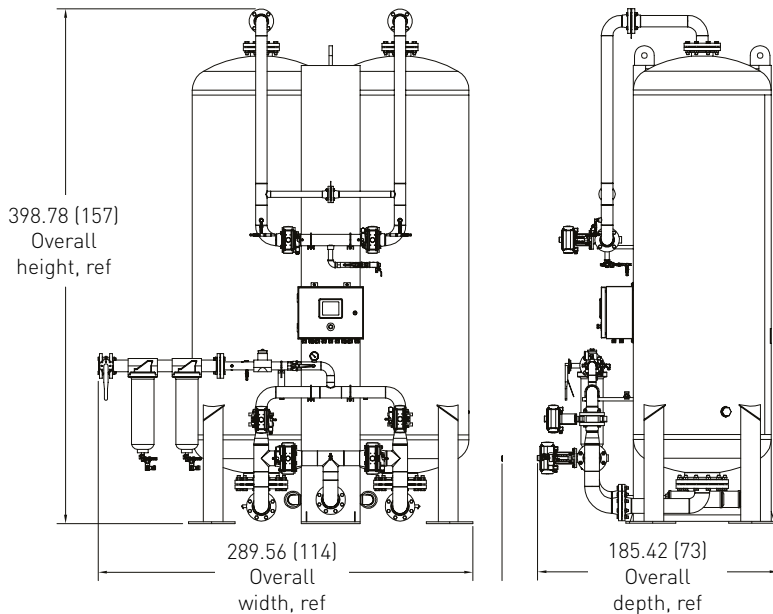 398.78 (157)
Overall
height, ref
289.56 (114)
Overall
width, ref
185.42 (73)
Overall
depth, ref